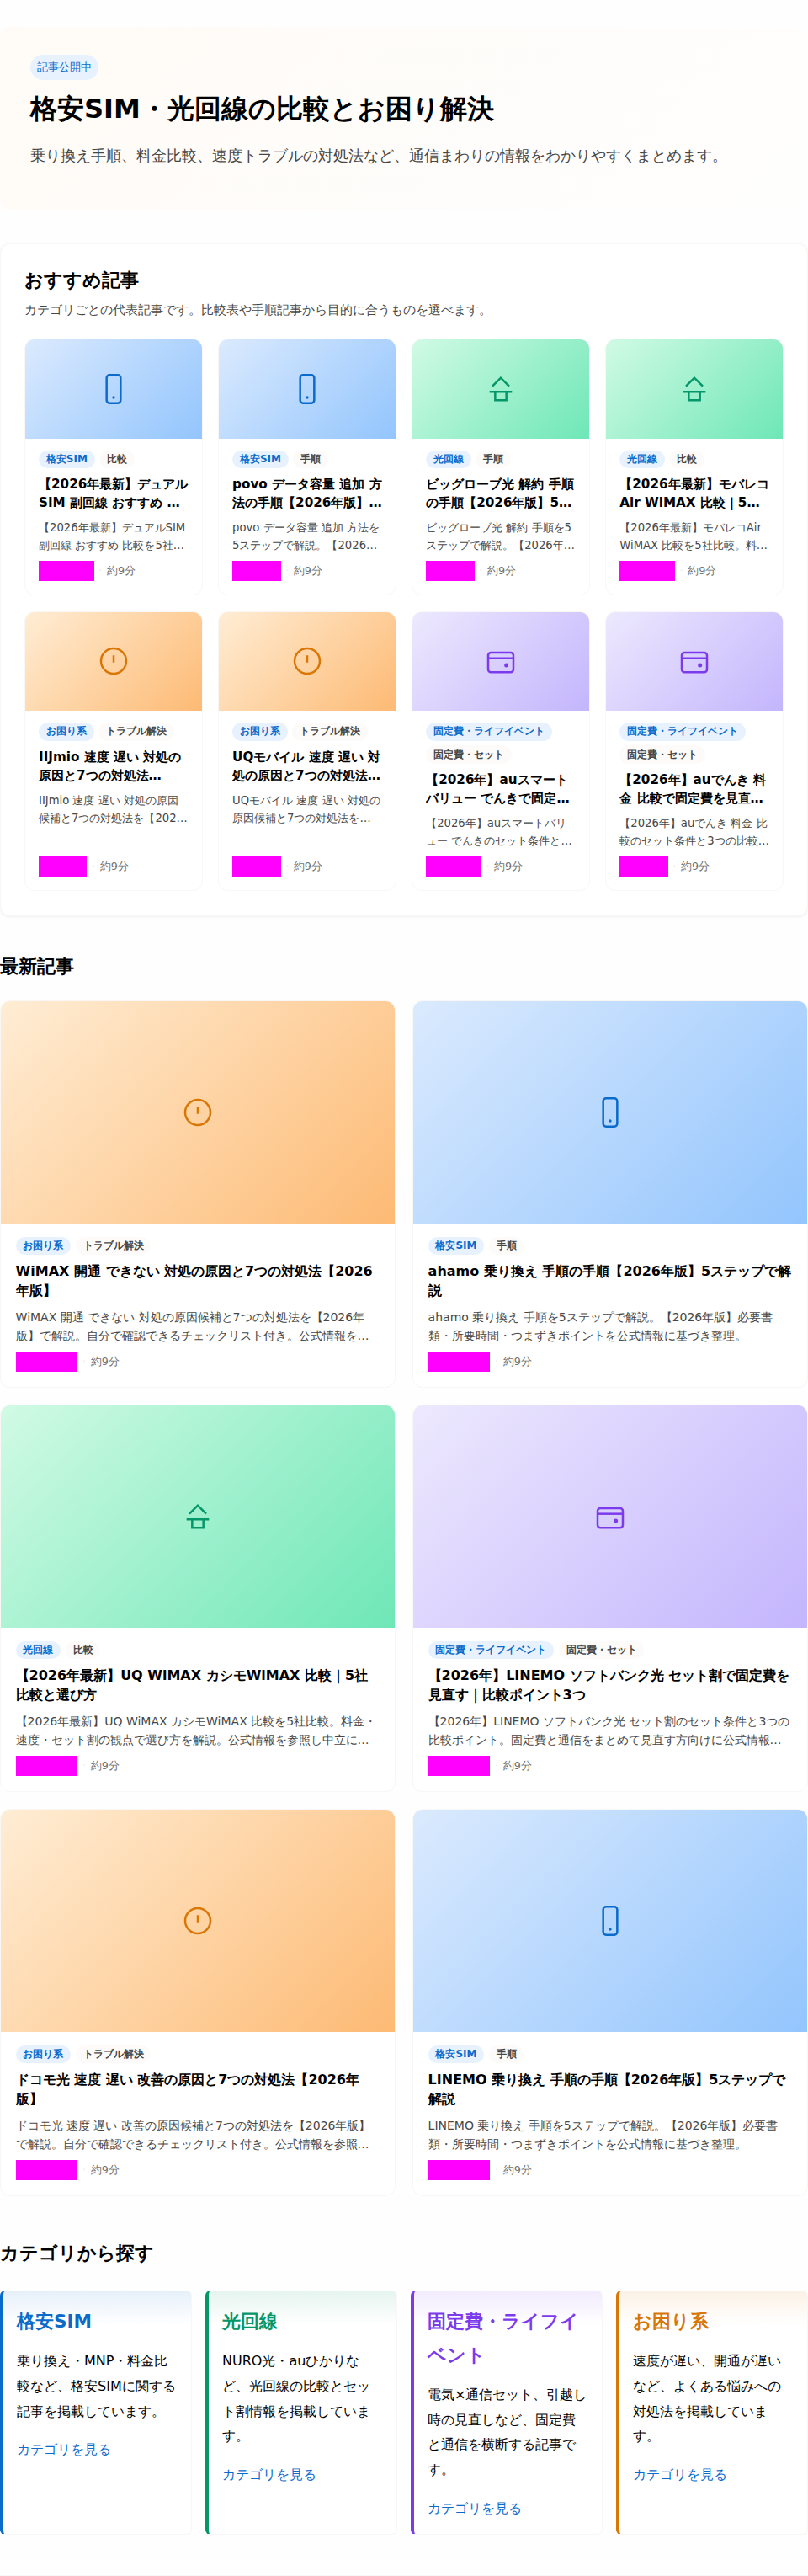 記事公開中
格安SIM・光回線の比較とお困り解決
乗り換え手順、料金比較、速度トラブルの対処法など、通信まわりの情報をわかりやすくまとめます。
おすすめ記事
カテゴリごとの代表記事です。比較表や手順記事から目的に合うものを選べます。
格安SIM 比較
【2026年最新】デュアル
SIM 副回線 おすすめ …
【2026年最新】デュアルSIM
副回線 おすすめ 比較を5社…
約9分
格安SIM 手順
povo データ容量 追加 方
法の手順【2026年版】…
povo データ容量 追加 方法を
5ステップで解説。【2026…
約9分
光回線 手順
ビッグローブ光 解約 手順
の手順【2026年版】5…
ビッグローブ光 解約 手順を5
ステップで解説。【2026年…
約9分
光回線 比較
【2026年最新】モバレコ
Air WiMAX 比較｜5…
【2026年最新】モバレコAir
WiMAX 比較を5社比較。料…
約9分
お困り系 トラブル解決
IIJmio 速度 遅い 対処の
原因と7つの対処法…
IIJmio 速度 遅い 対処の原因
候補と7つの対処法を【202…
約9分
お困り系 トラブル解決
UQモバイル 速度 遅い 対
処の原因と7つの対処法…
UQモバイル 速度 遅い 対処の
原因候補と7つの対処法を…
約9分
固定費・ライフイベント
固定費・セット
【2026年】auスマート
バリュー でんきで固定…
【2026年】auスマートバリ
ュー でんきのセット条件と…
約9分
固定費・ライフイベント
固定費・セット
【2026年】auでんき 料
金 比較で固定費を見直…
【2026年】auでんき 料金 比
較のセット条件と3つの比較…
約9分
最新記事
お困り系 トラブル解決
WiMAX 開通 できない 対処の原因と7つの対処法【2026
年版】
WiMAX 開通 できない 対処の原因候補と7つの対処法を【2026年
版】で解説。自分で確認できるチェックリスト付き。公式情報を…
約9分
格安SIM 手順
ahamo 乗り換え 手順の手順【2026年版】5ステップで解
説
ahamo 乗り換え 手順を5ステップで解説。【2026年版】必要書
類・所要時間・つまずきポイントを公式情報に基づき整理。
約9分
光回線 比較
【2026年最新】UQ WiMAX カシモWiMAX 比較｜5社
比較と選び方
【2026年最新】UQ WiMAX カシモWiMAX 比較を5社比較。料金・
速度・セット割の観点で選び方を解説。公式情報を参照し中立に…
約9分
固定費・ライフイベント 固定費・セット
【2026年】LINEMO ソフトバンク光 セット割で固定費を
見直す｜比較ポイント3つ
【2026年】LINEMO ソフトバンク光 セット割のセット条件と3つの
比較ポイント。固定費と通信をまとめて見直す方向けに公式情報…
約9分
お困り系 トラブル解決
ドコモ光 速度 遅い 改善の原因と7つの対処法【2026年
版】
ドコモ光 速度 遅い 改善の原因候補と7つの対処法を【2026年版】
で解説。自分で確認できるチェックリスト付き。公式情報を参照…
約9分
格安SIM 手順
LINEMO 乗り換え 手順の手順【2026年版】5ステップで
解説
LINEMO 乗り換え 手順を5ステップで解説。【2026年版】必要書
類・所要時間・つまずきポイントを公式情報に基づき整理。
約9分
カテゴリから探す
格安SIM
乗り換え・MNP・料金比
較など、格安SIMに関する
記事を掲載しています。
カテゴリを見る
光回線
NURO光・auひかりな
ど、光回線の比較とセッ
ト割情報を掲載していま
す。
カテゴリを見る
固定費・ライフイ
ベント
電気×通信セット、引越し
時の見直しなど、固定費
と通信を横断する記事で
す。
カテゴリを見る
お困り系
速度が遅い、開通が遅い
など、よくある悩みへの
対処法を掲載していま
す。
カテゴリを見る